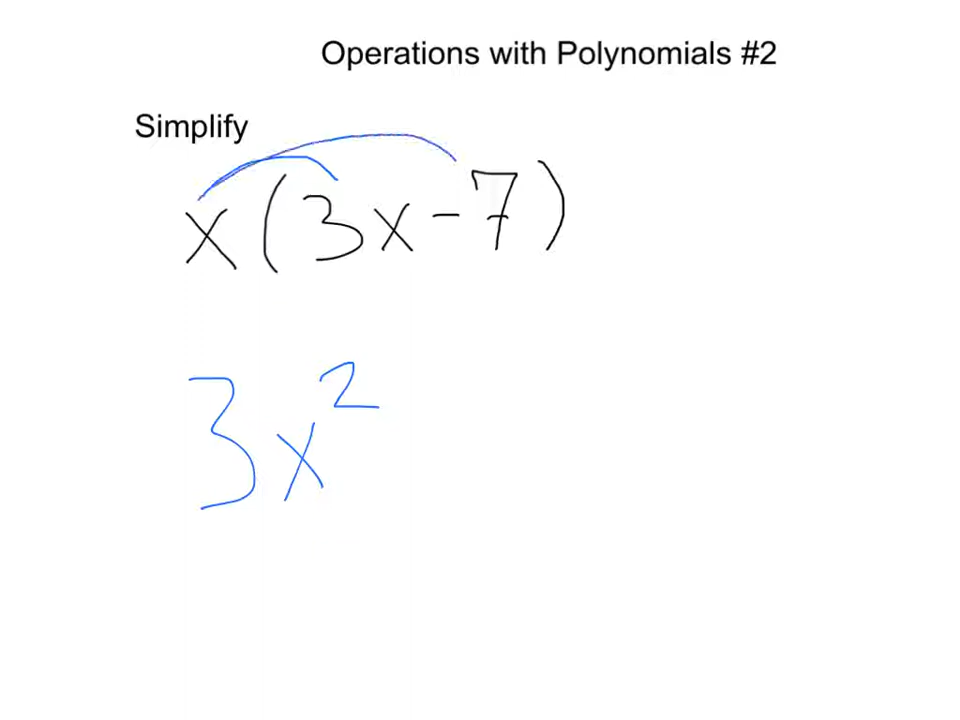 Operations with Polynomials #2
Simplify
x(3x-7)
3x²